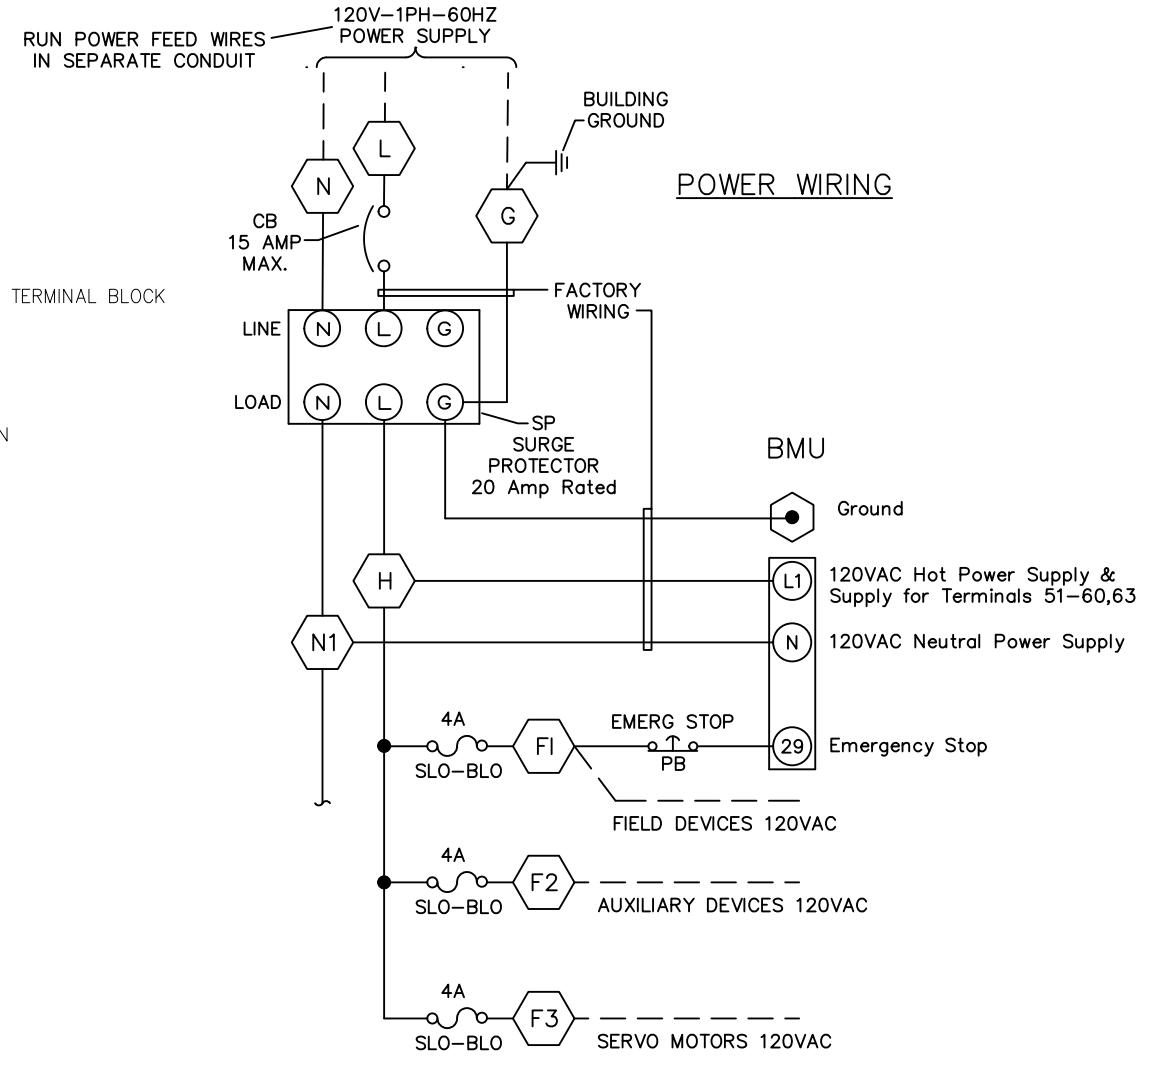 120V-1PH-60HZ
POWER SUPPLY
RUN POWER FEED WIRES
IN SEPARATE CONDUIT
BUILDING
GROUND
L
N
G
POWER WIRING
CB
15 AMP
MAX.
TERMINAL BLOCK
FACTORY
WIRING
LINE
N
L
G
LOAD
N
L
G
N
SP
SURGE
PROTECTOR
20 Amp Rated
BMU
Ground
H
L1
120VAC Hot Power Supply &
Supply for Terminals 51-60,63
N1
N
120VAC Neutral Power Supply
4A
SLO-BLO
F1
EMERG STOP
PB
29
Emergency Stop
FIELD DEVICES 120VAC
4A
SLO-BLO
F2
AUXILIARY DEVICES 120VAC
4A
SLO-BLO
F3
SERVO MOTORS 120VAC